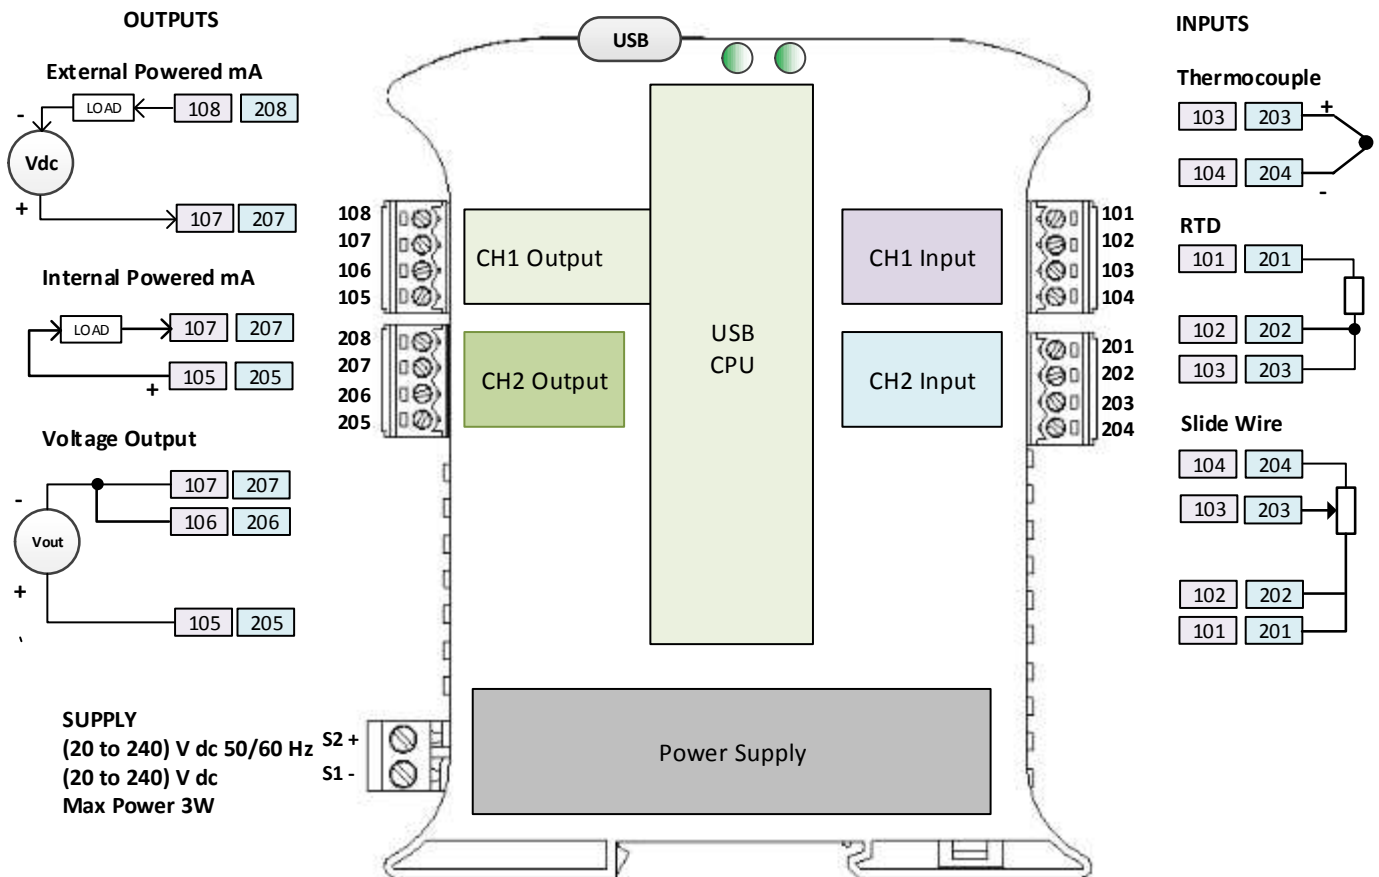 OUTPUTS
External Powered mA
-
LOAD
108 208
Vdc
+
107 207
Internal Powered mA
LOAD
107 207
+
105 205
Voltage Output
-
107 207
106 206
Vout
+
105 205
SUPPLY
(20 to 240) V dc 50/60 Hz
(20 to 240) V dc
Max Power 3W
USB
108
107
106
105
208
207
206
205
S2 +
S1 -
CH1 Output
CH2 Output
USB
CPU
CH1 Input
CH2 Input
Power Supply
101
102
103
104
201
202
203
204
INPUTS
Thermocouple
103 203
+
104 204
-
RTD
101 201
102 202
103 203
Slide Wire
104 204
103 203
102 202
101 201